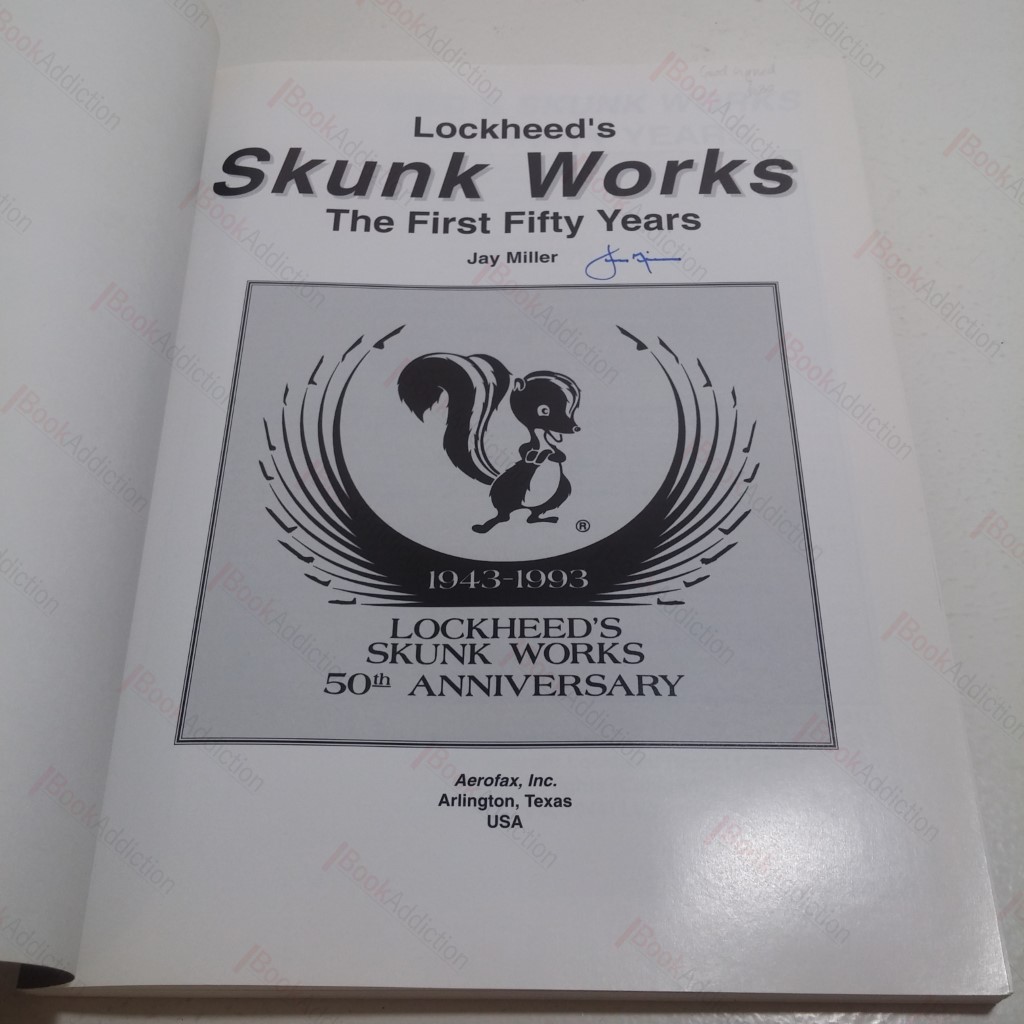 Lockheed's
Skunk Works
The First Fifty Years
Jay Miller
®
1943-1993
LOCKHEED'S
SKUNK WORKS
50th ANNIVERSARY
Aerofax, Inc.
Arlington, Texas
USA
BookAddiction